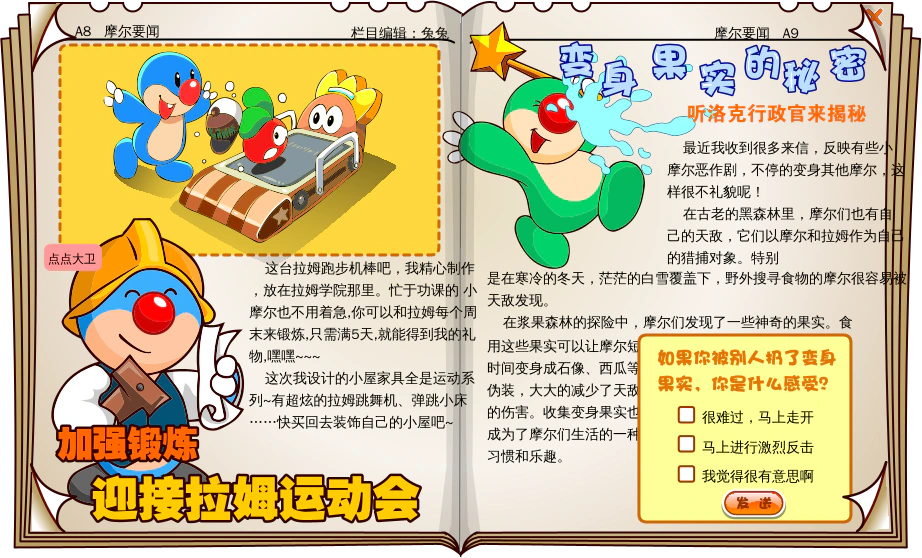 A8 摩尔要闻
栏目编辑：兔兔
点点大卫
这台拉姆跑步机棒吧，我精心制作
，放在拉姆学院那里。忙于功课的 小
摩尔也不用着急,你可以和拉姆每个周
末来锻炼,只需满5天,就能得到我的礼
物,嘿嘿~~~
这次我设计的小屋家具全是运动系
列~有超炫的拉姆跳舞机、弹跳小床
……快买回去装饰自己的小屋吧~
加强锻炼
迎接拉姆运动会
摩尔要闻 A9
变身果实的秘密
听洛克行政官来揭秘
最近我收到很多来信，反映有些小
摩尔恶作剧，不停的变身其他摩尔，这
样很不礼貌呢！
在古老的黑森林里，摩尔们也有自
己的天敌，它们以摩尔和拉姆作为自己
的猎捕对象。特别
是在寒冷的冬天，茫茫的白雪覆盖下，野外搜寻食物的摩尔很容易被
天敌发现。
在浆果森林的探险中，摩尔们发现了一些神奇的果实。食
用这些果实可以让摩尔短
时间变身成石像、西瓜等
伪装，大大的减少了天敌
的伤害。收集变身果实也
成为了摩尔们生活的一种
习惯和乐趣。
如果你被别人扔了变身
果实，你是什么感受？
很难过，马上走开
马上进行激烈反击
我觉得很有意思啊
发 送